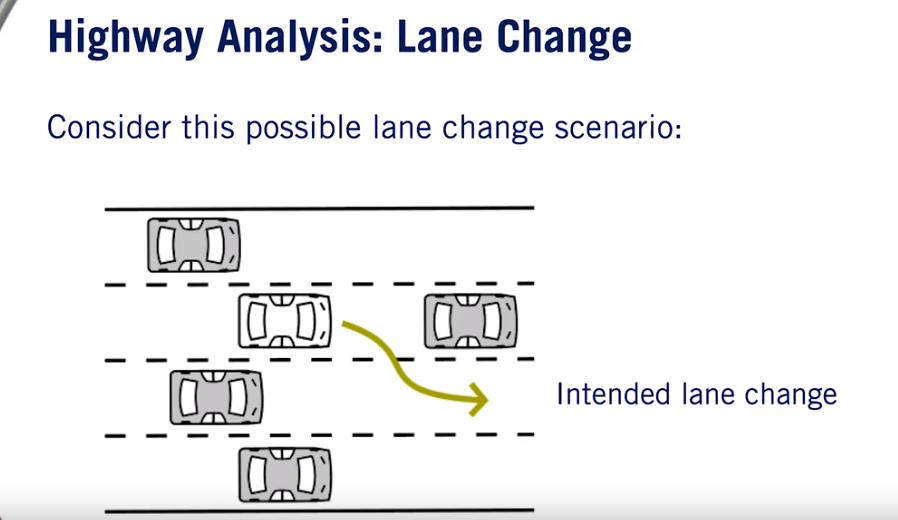 Highway Analysis: Lane Change
Consider this possible lane change scenario:
Intended lane change